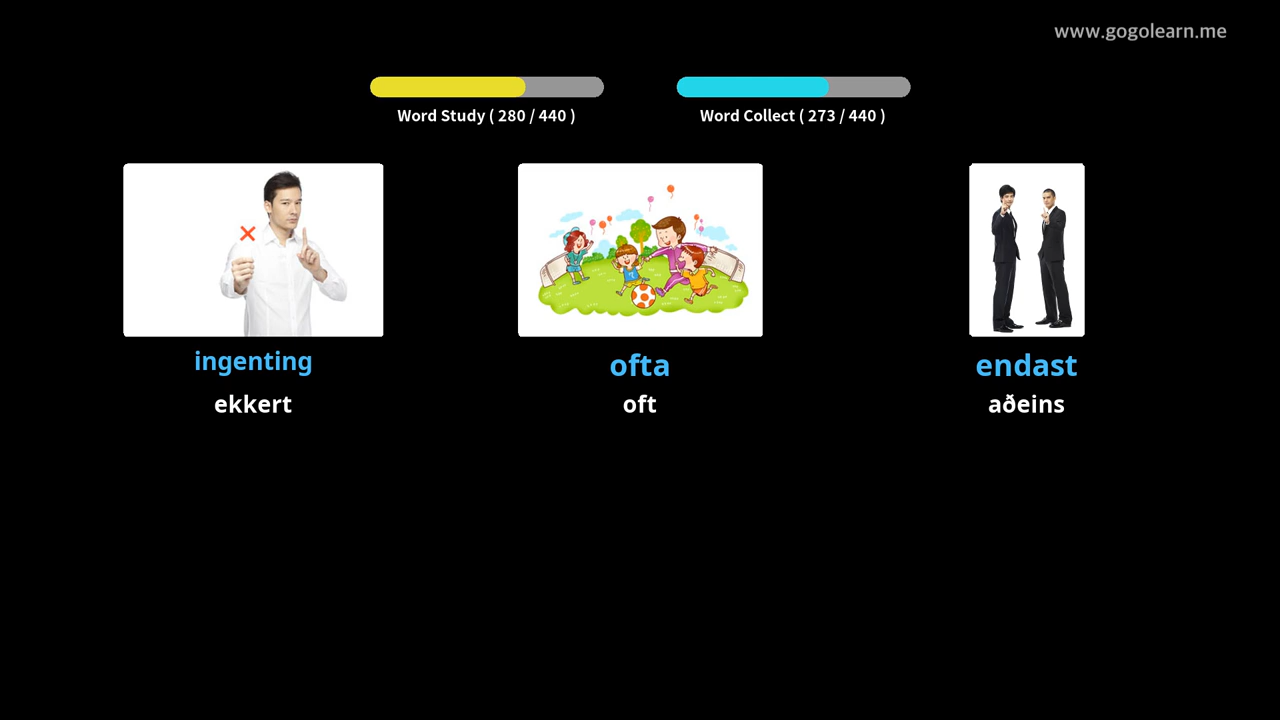 www.gogolearn.me
Word Study ( 280 / 440 )
Word Collect ( 273 / 440 )
ingenting
ofta
endast
ekkert
oft
aðeins